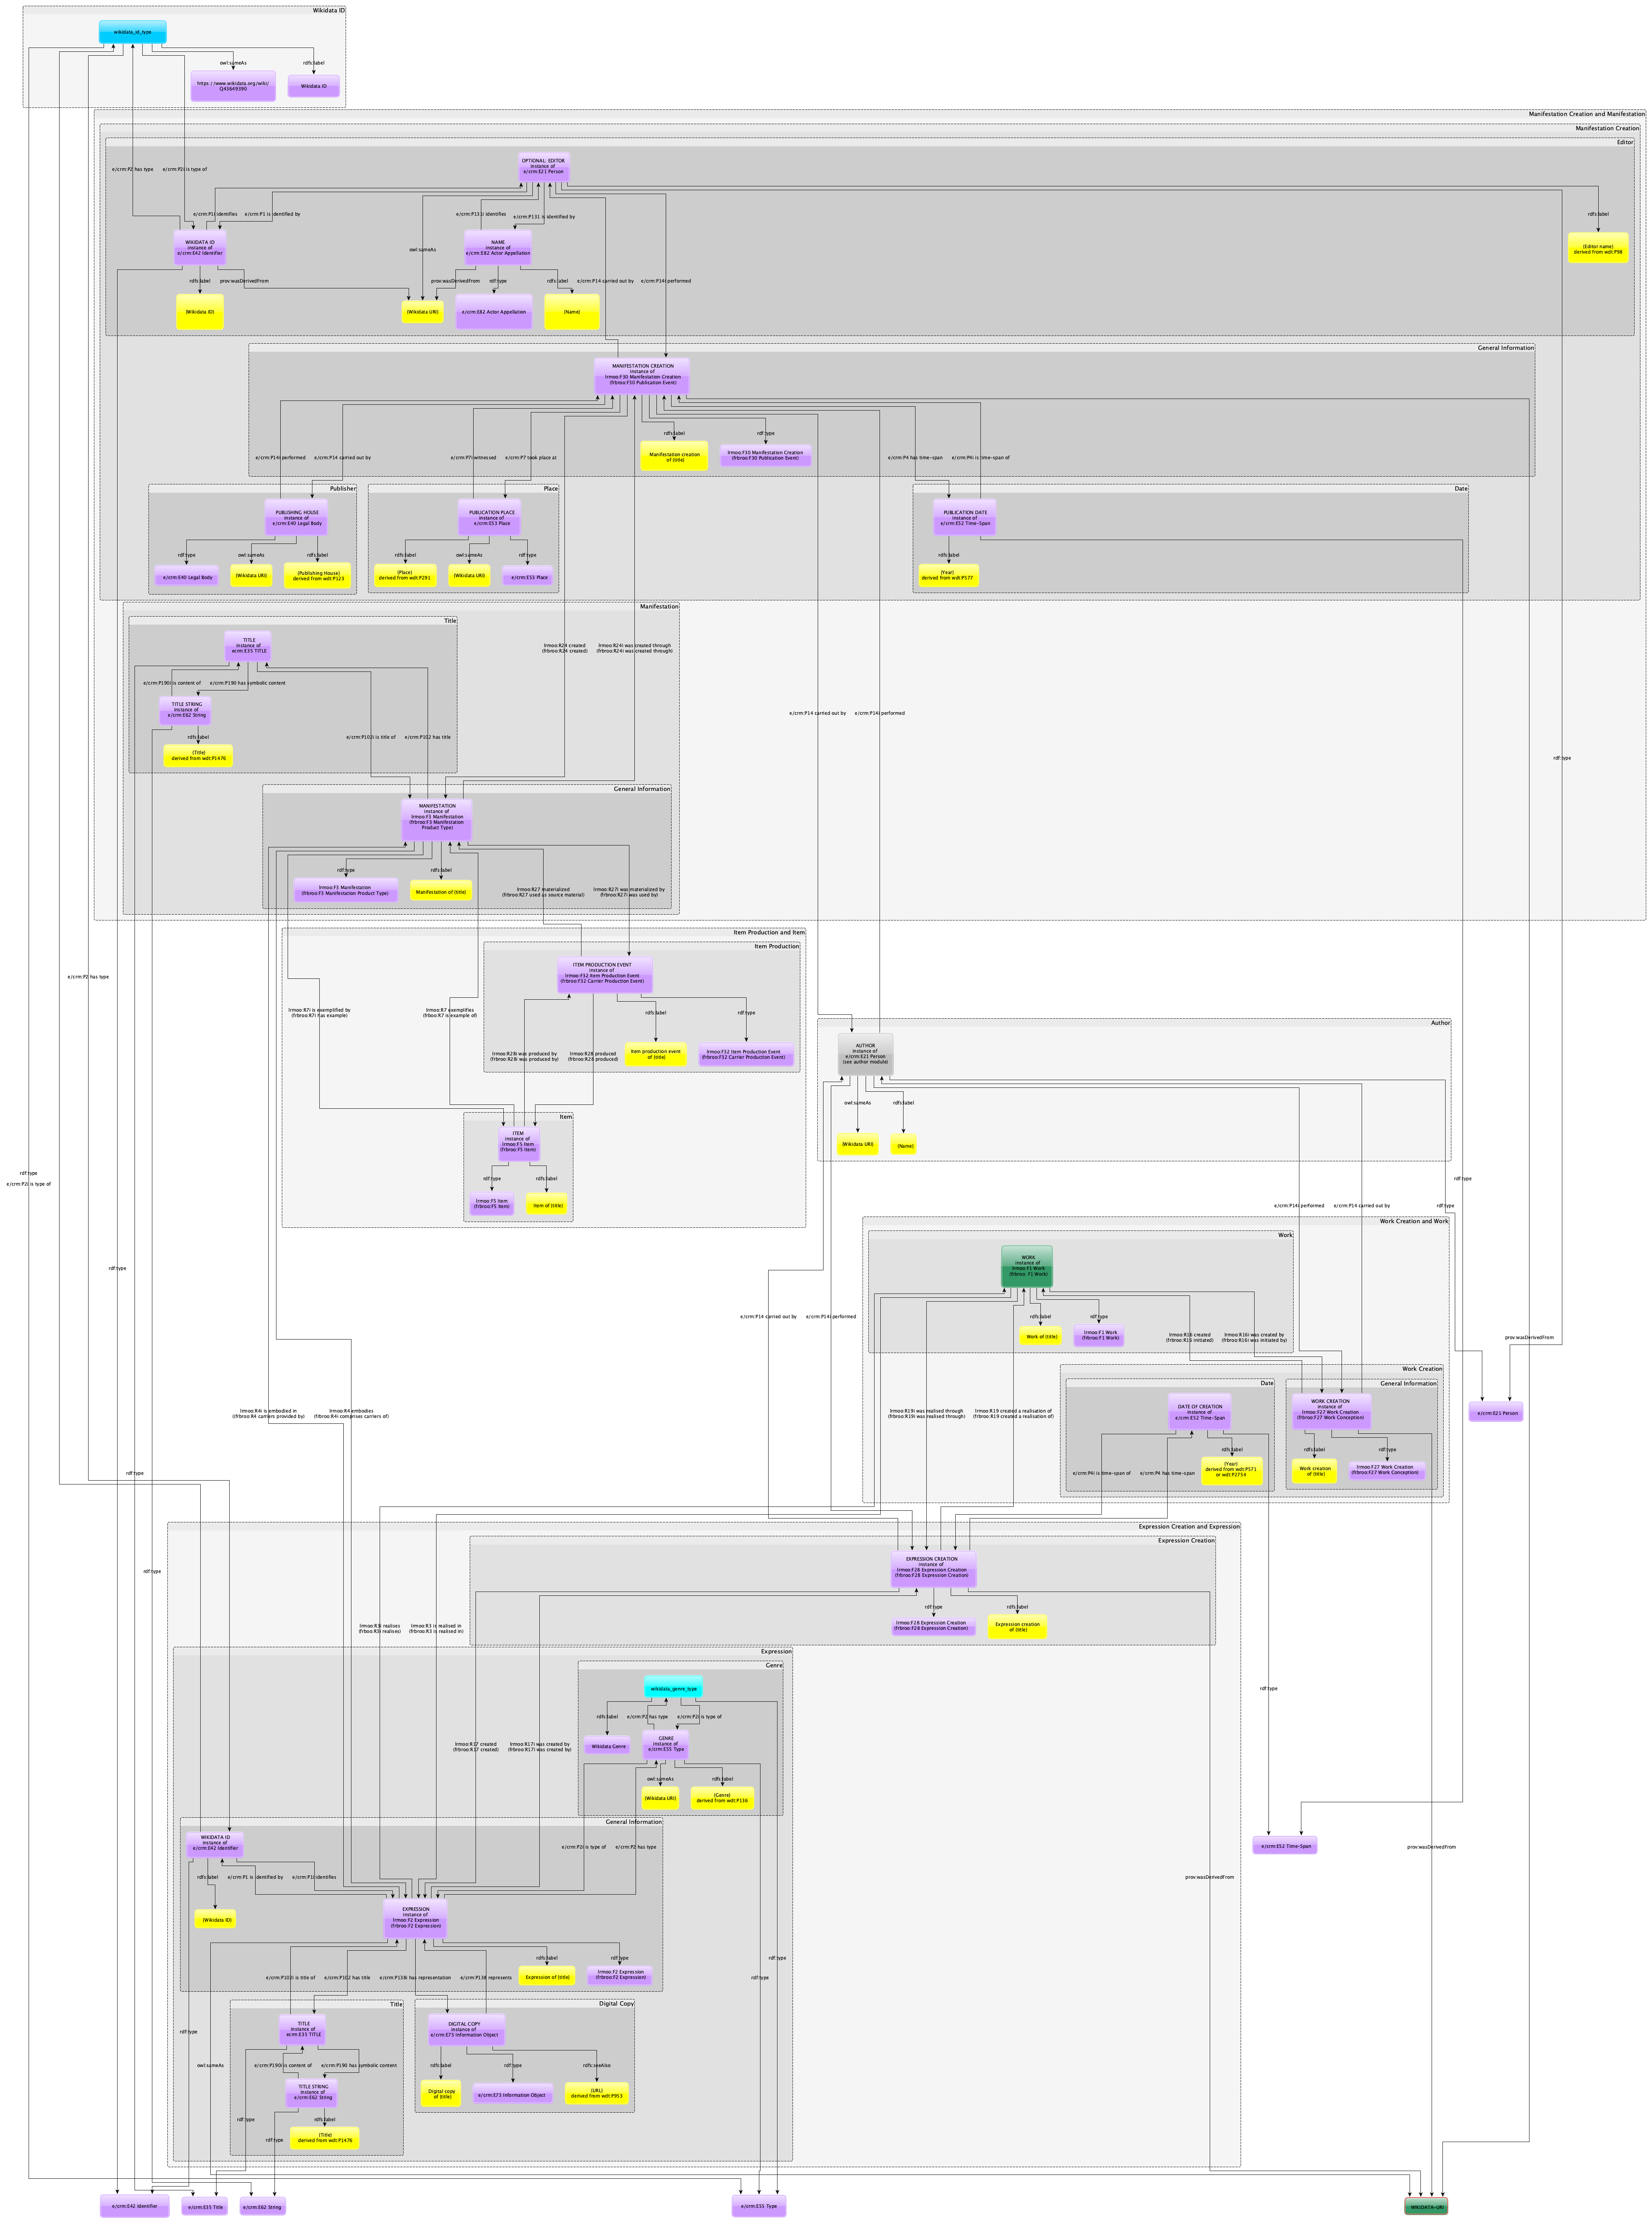 Wikidata ID
wikidata_id_type
owl:sameAs
rdfs:label
https://www.wikidata.org/wiki/
Q43649390
Wikidata ID
Manifestation Creation and Manifestation
Manifestation Creation
Editor
OPTIONAL: EDITOR
instance of
e/crm:E21 Person
e/crm:P2 has type
e/crm:P2i is type of
e/crm:P1i identifies
e/crm:P1 is identified by
e/crm:P131i identifies
e/crm:P131 is identified by
rdfs:label
WIKIDATA ID
instance of
e/crm:E42 Identifier
owl:sameAs
NAME
instance of
e/crm:E82 Actor Appellation
(Editor name)
derived from wdt:P98
rdfs:label
prov:wasDerivedFrom
prov:wasDerivedFrom
rdf:type
rdfs:label
e/crm:P14 carried out by
e/crm:P14i performed
(Wikidata ID)
(Wikidata URI)
e/crm:E82 Actor Appellation
(Name)
General Information
MANIFESTATION CREATION
instance of
lrmoo:F30 Manifestation Creation
(frbroo:F30 Publication Event)
rdfs:label
rdf:type
e/crm:P14i performed
e/crm:P14 carried out by
e/crm:P7i witnessed
e/crm:P7 took place at
Manifestation creation
of (title)
lrmoo:F30 Manifestation Creation
(frbroo:F30 Publication Event)
e/crm:P4 has time-span
e/crm:P4i is time-span of
Publisher
PUBLISHING HOUSE
instance of
e/crm:E40 Legal Body
rdf:type
owl:sameAs
rdfs:label
e/crm:E40 Legal Body
(Wikidata URI)
(Publishing House)
derived from wdt:P123
Place
PUBLICATION PLACE
instance of
e/crm:E53 Place
rdfs:label
owl:sameAs
rdf:type
(Place)
derived from wdt:P291
(Wikidata URI)
e/crm:E53 Place
Date
PUBLICATION DATE
instance of
e/crm:E52 Time-Span
rdfs:label
(Year)
derived from wdt:P577
Manifestation
Title
TITLE
instance of
ecrm:E35 TITLE
e/crm:P190i is content of
e/crm:P190 has symbolic content
TITLE STRING
instance of
e/crm:E62 String
rdfs:label
(Title)
derived from wdt:P1476
e/crm:P102i is title of
e/crm:P102 has title
lrmoo:R24 created
(frbroo:R24 created)
lrmoo:R24i was created through
(frbroo:R24i was created through)
e/crm:P14 carried out by
e/crm:P14i performed
rdf:type
General Information
MANIFESTATION
instance of
lrmoo:F3 Manifestation
(frbroo:F3 Manifestation
Product Type)
rdf:type
rdfs:label
lrmoo:F3 Manifestation
(frbroo:F3 Manifestation Product Type)
Manifestation of (title)
lrmoo:R27 materialized
(frbroo:R27 used as source material)
lrmoo:R27i was materialized by
(frbroo:R27i was used by)
Item Production and Item
Item Production
ITEM PRODUCTION EVENT
instance of
lrmoo:F32 Item Production Event
(frbroo:F32 Carrier Production Event)
e/crm:P2 has type
lrmoo:R7i is exemplified by
(frbroo:R7i has example)
lrmoo:R7 exemplifies
(frboo:R7 is example of)
rdfs:label
rdf:type
lrmoo:R28i was produced by
(frbroo:R28i was produced by)
lrmoo:R28 produced
(frbroo:R28 produced)
Item production event
of (title)
lrmoo:F32 Item Production Event
(frbroo:F32 Carrier Production Event)
Item
ITEM
instance of
lrmoo:F5 Item
(frbroo:F5 Item)
rdf:type
rdfs:label
lrmoo:F5 Item
(frbroo:F5 Item)
Item of (title)
Author
AUTHOR
instance of
e/crm:E21 Person
(see author module)
owl:sameAs
rdfs:label
(Wikidata URI)
(Name)
rdf:type
e/crm:P2i is type of
rdf:type
e/crm:P14i performed
e/crm:P14 carried out by
rdf:type
Work Creation and Work
Work
WORK
instance of
lrmoo:F1 Work
(frbroo: F1 Work)
rdf:type
e/crm:P14 carried out by
e/crm:P14i performed
rdfs:label
rdf:type
Work of (title)
lrmoo:F1 Work
(frbroo:F1 Work)
lrmoo:R16 created
(frbroo:R16 initiated)
lrmoo:R16i was created by
(frbroo:R16i was initiated by)
prov:wasDerivedFrom
Work Creation
Date
DATE OF CREATION
instance of
e/crm:E52 Time-Span
rdfs:label
(Year)
derived from wdt:P571
or wdt:P2754
e/crm:P4i is time-span of
e/crm:P4 has time-span
General Information
WORK CREATION
instance of
lrmoo:F27 Work Creation
(frbroo:F27 Work Conception)
rdfs:label
rdf:type
Work creation
of (title)
lrmoo:F27 Work Creation
(frbroo:F27 Work Conception)
e/crm:E21 Person
lrmoo:R4i is embodied in
((frbroo:R4 carriers provided by)
lrmoo:R4 embodies
(fibroo:R4i comprises carriers of)
lrmoo:R19i was realised through
(frbroo:R19i was realised through)
lrmoo:R19 created a realisation of
(frbroo:R19 created a realisation of)
rdf:type
rdf:type
Expression Creation and Expression
Expression Creation
EXPRESSION CREATION
instance of
lrmoo:F28 Expression Creation
(frbroo:F28 Expression Creation)
rdf:type
rdfs:label
lrmoo:F28 Expression Creation
(frbroo:F28 Expression Creation)
Expression creation
of (title)
lrmoo:R3i realises
(frbroo:R3i realises)
lrmoo:R3 is realised in
(frbroo:R3 is realised in)
Expression
Genre
wikidata_genre_type
rdfs:label
e/crm:P2 has type
e/crm:P2i is type of
Wikidata Genre
GENRE
instance of
e/crm:E55 Type
owl:sameAs
rdfs:label
(Wikidata URI)
(Genre)
derived from wdt:P136
rdf:type
lrmoo:R17 created
(frbroo:R17 created)
lrmoo:R17i was created by
(frbroo:R17i was created by)
General Information
WIKIDATA ID
instance of
e/crm:E42 Identifier
rdfs:label
e/crm:P1 is identified by
e/crm:P1i identifies
(Wikidata ID)
e/crm:P2i is type of
e/crm:P2 has type
e/crm:E52 Time-Span
prov:wasDerivedFrom
prov:wasDerivedFrom
EXPRESSION
instance of
lrmoo:F2 Expression
(frbroo:F2 Expression)
rdfs:label
rdf:type
e/crm:P102i is title of
e/crm:P102 has title
e/crm:P138i has representation
e/crm:P138 represents
Expression of (title)
lrmoo:F2 Expression
(frbroo:F2 Expression)
rdf:type
rdf:type
Title
TITLE
instance of
ecrm:E35 TITLE
rdf:type
owl:sameAs
e/crm:P190i is content of
e/crm:P190 has symbolic content
TITLE STRING
instance of
e/crm:E62 String
rdf:type
rdfs:label
rdf:type
(Title)
derived from wdt:P1476
Digital Copy
DIGITAL COPY
instance of
e/crm:E73 Information Object
rdfs:label
rdf:type
rdfs:seeAlso
Digital copy
of (title)
e/crm:E73 Information Object
(URL)
derived from wdt:P953
e/crm:E42 Identifier
e/crm:E35 Title
e/crm:E62 String
e/crm:E55 Type
WIKIDATA-URI